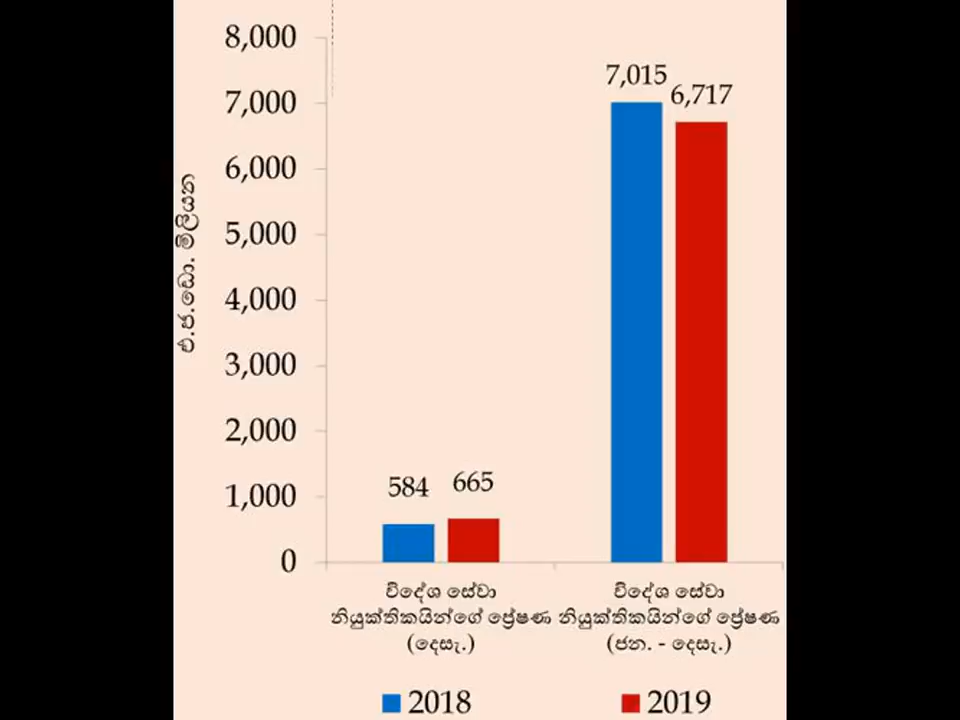 8,000
7,000
6,000
5,000
4,000
3,000
2,000
1,000
0
එ.ජ.ඩො. මිලියන
584
665
7,015
6,717
විදේශ සේවා
නියුක්තිකයින්ගේ ප්‍රේෂණ
(දෙසැ.)
විදේශ සේවා
නියුක්තිකයින්ගේ ප්‍රේෂණ
(ජන. - දෙසැ.)
2018
2019